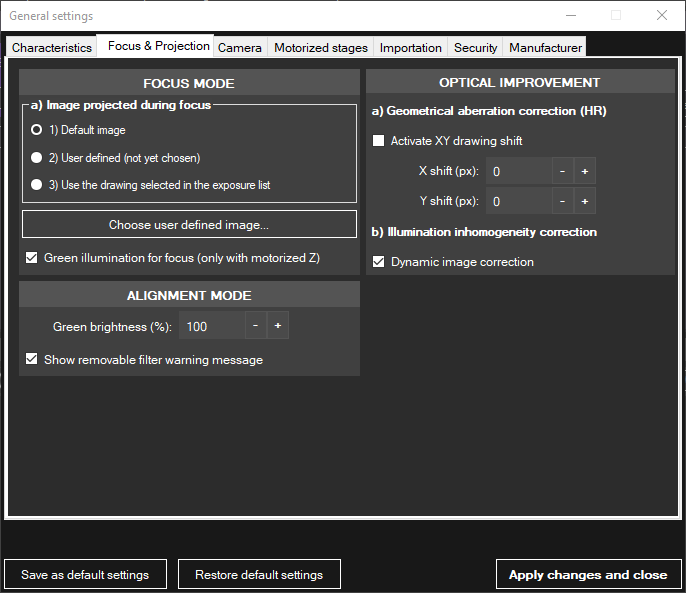 General settings
Characteristics
Focus & Projection
Camera
Motorized stages
Importation
Security
Manufacturer
FOCUS MODE
a) Image projected during focus
1) Default image
2) User defined (not yet chosen)
3) Use the drawing selected in the exposure list
Choose user defined image...
Green illumination for focus (only with motorized Z)
ALIGNMENT MODE
Green brightness (%): 100 - +
Show removable filter warning message
OPTICAL IMPROVEMENT
a) Geometrical aberration correction (HR)
Activate XY drawing shift
X shift (px): 0 - +
Y shift (px): 0 - +
b) Illumination inhomogeneity correction
Dynamic image correction
Save as default settings
Restore default settings
Apply changes and close